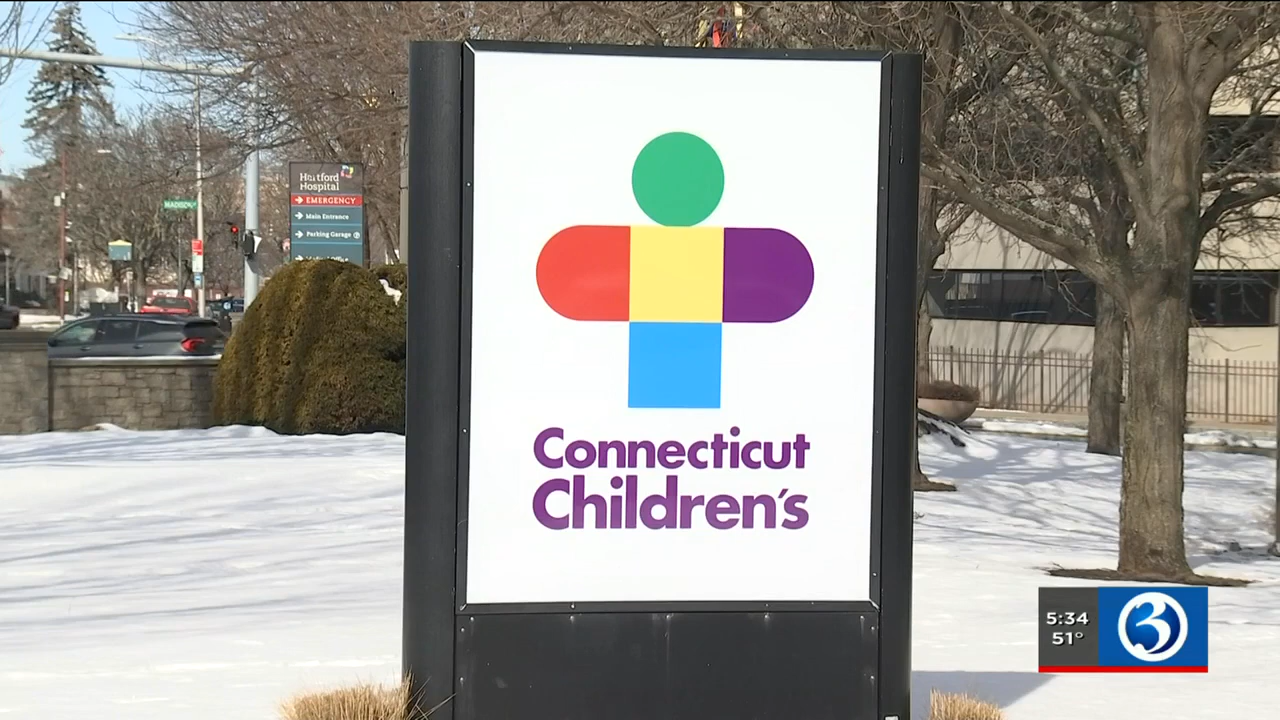 Hartford
Hospital
EMERGENCY
Main Entrance
Parking Garage
MADISON
Connecticut
Children's
5:34
51°
3